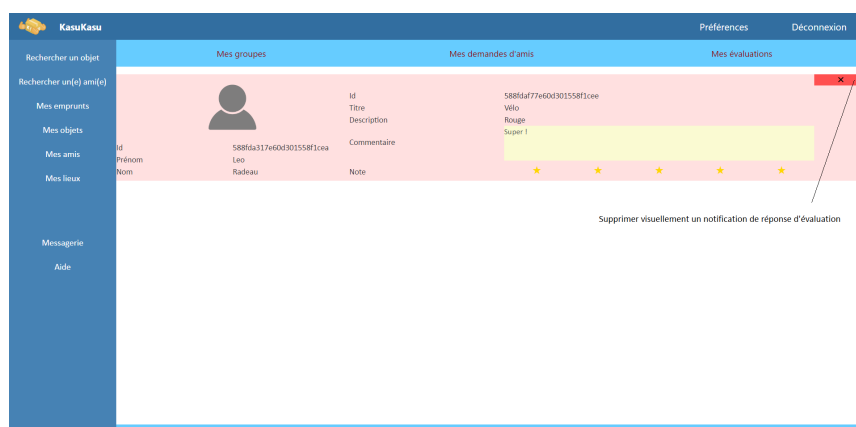 KasuKasu
Préférences
Déconnexion
Rechercher un objet
Rechercher un(e) ami(e)
Mes emprunts
Mes objets
Mes amis
Mes lieux
Messagerie
Aide
Mes groupes
Mes demandes d'amis
Mes évaluations
Id 588fda317e60d301558f1cea
Prénom Leo
Nom Radeau
Id 588fdaf77e60d301558f1cee
Titre Vélo
Description Rouge
Commentaire Super !
Note
Supprimer visuellement un notification de réponse d'évaluation